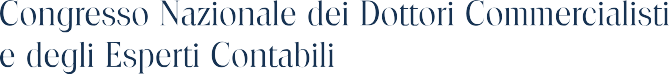 Congresso Nazionale dei Dottori Commercialisti
e degli Esperti Contabili